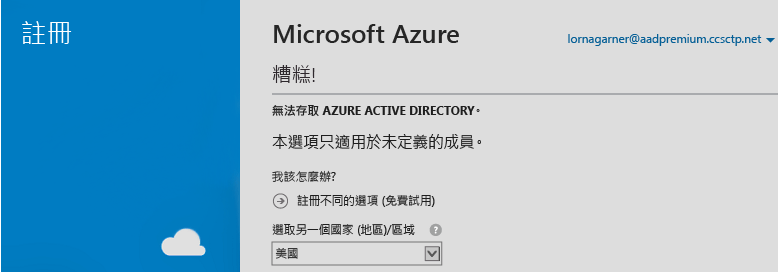 註冊
Microsoft Azure
lornagarner@aadpremium.ccsctp.net
糟糕!
無法存取 AZURE ACTIVE DIRECTORY。
本選項只適用於未定義的成員。
我該怎麼辦?
註冊不同的選項 (免費試用)
選取另一個國家 (地區)/區域 ?
美國